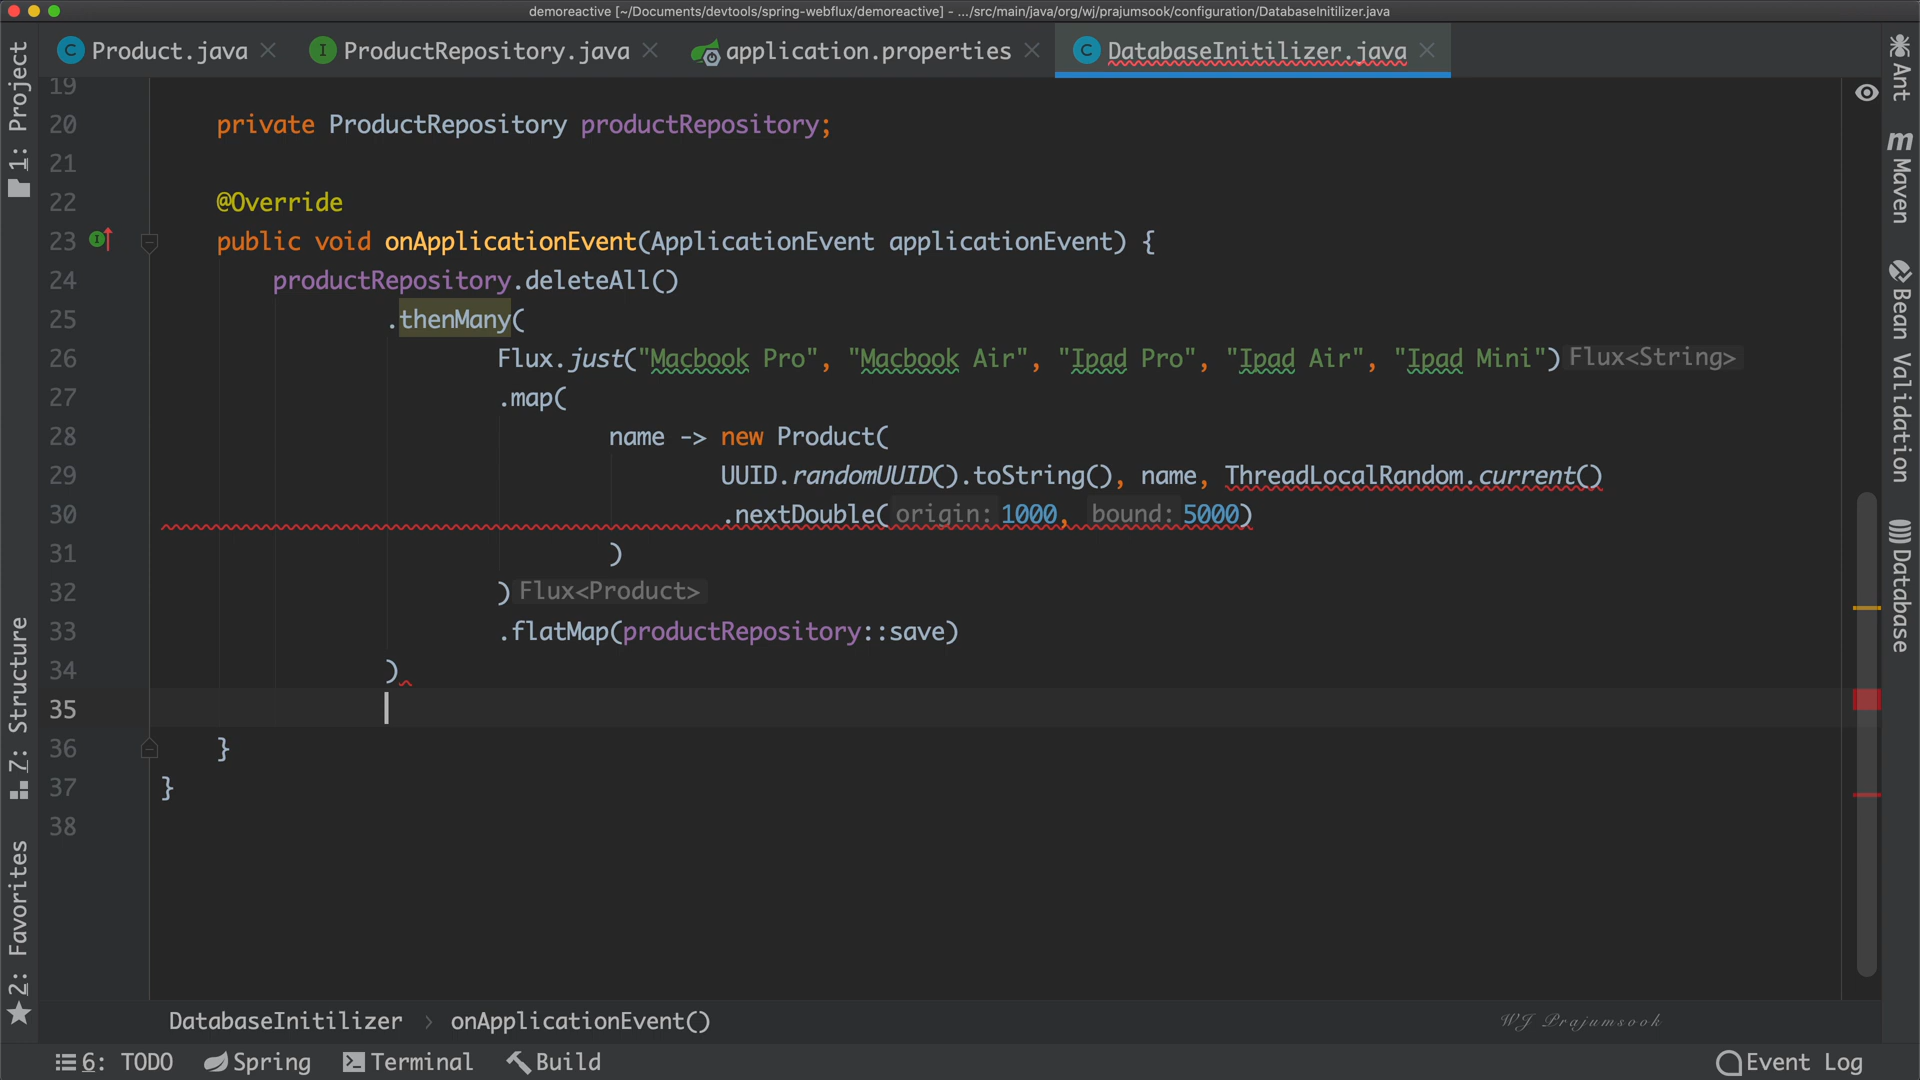 demoreactive [~/Documents/devtools/spring-webflux/demoreactive] - .../src/main/java/org/wj/prajumsook/configuration/DatabaseInitilizer.java
Product.java ProductRepository.java application.properties DatabaseInitilizer.java
1: Project
7: Structure
2: Favorites
19
20 private ProductRepository productRepository;
21
22 @Override
23 public void onApplicationEvent(ApplicationEvent applicationEvent) {
24 productRepository.deleteAll()
25 .thenMany(
26 Flux.just("Macbook Pro", "Macbook Air", "Ipad Pro", "Ipad Air", "Ipad Mini") Flux<String>
27 .map(
28 name -> new Product(
29 UUID.randomUUID().toString(), name, ThreadLocalRandom.current()
30 .nextDouble( origin: 1000, bound: 5000)
31 )
32 ) Flux<Product>
33 .flatMap(productRepository::save)
34 )
35
36 }
37 }
38
Ant
Maven
Bean Validation
Database
DatabaseInitilizer › onApplicationEvent()
WJ Prajumsook
6: TODO Spring Terminal Build Event Log